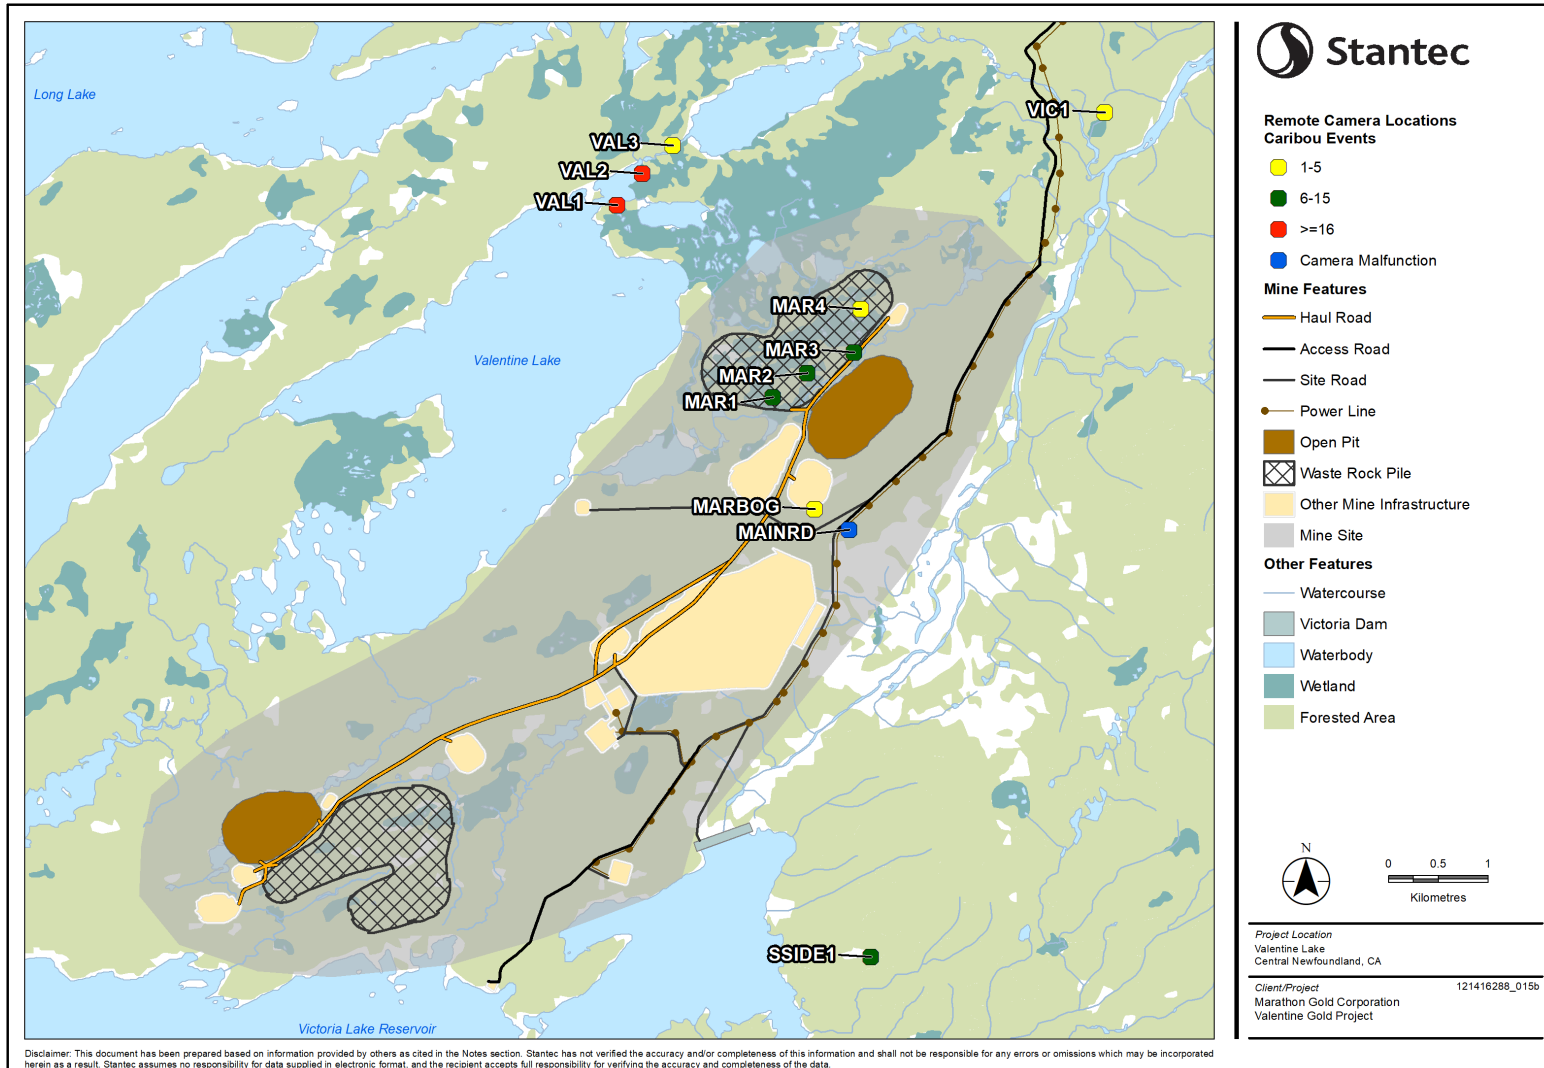 Long Lake
VIC1
VAL3
VAL2
VAL1
MAR4
Valentine Lake
MAR3
MAR2
MAR1
MARBOG
MAINRD
SSIDE1
Victoria Lake Reservoir
Stantec
Remote Camera Locations
Caribou Events
1-5
6-15
>=16
Camera Malfunction
Mine Features
Haul Road
Access Road
Site Road
Power Line
Open Pit
Waste Rock Pile
Other Mine Infrastructure
Mine Site
Other Features
Watercourse
Victoria Dam
Waterbody
Wetland
Forested Area
N
0 0.5 1
Kilometres
Project Location
Valentine Lake
Central Newfoundland, CA
Client/Project 121416288_015b
Marathon Gold Corporation
Valentine Gold Project
Disclaimer: This document has been prepared based on information provided by others as cited in the Notes section. Stantec has not verified the accuracy and/or completeness of this information and shall not be responsible for any errors or omissions which may be incorporated
herein as a result. Stantec assumes no responsibility for data supplied in electronic format, and the recipient accepts full responsibility for verifying the accuracy and completeness of the data.